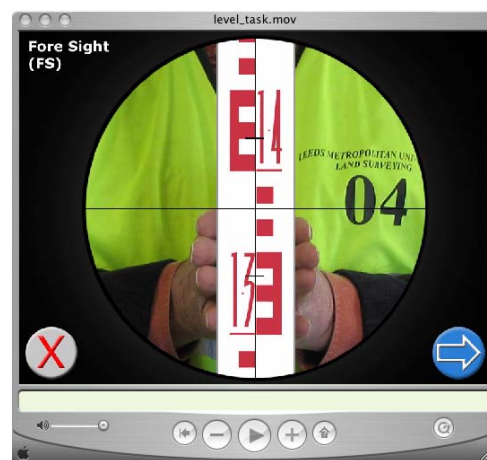 level_task.mov
Fore Sight
(FS)
14
LEEDS METROPOLITAN UNI
LAND SURVEYING
04
13
X